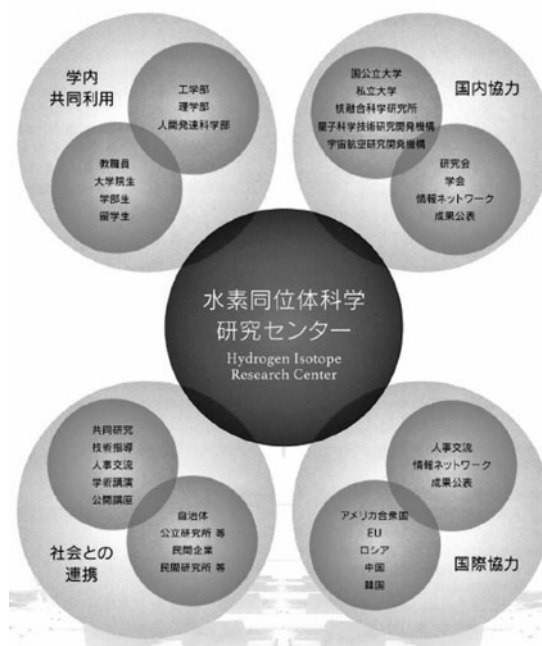 学内
共同利用
工学部
理学部
人間発達科学部
教職員
大学院生
学部生
留学生
国公立大学
私立大学
核融合科学研究所
量子科学技術研究開発機構
宇宙航空研究開発機構
国内協力
研究会
学会
情報ネットワーク
成果公表
水素同位体科学
研究センター
Hydrogen Isotope
Research Center
共同研究
技術指導
人事交流
学術講演
公開講座
自治体
公立研究所 等
民間企業
民間研究所 等
社会との
連携
人事交流
情報ネットワーク
成果公表
アメリカ合衆国
EU
ロシア
中国
韓国
国際協力